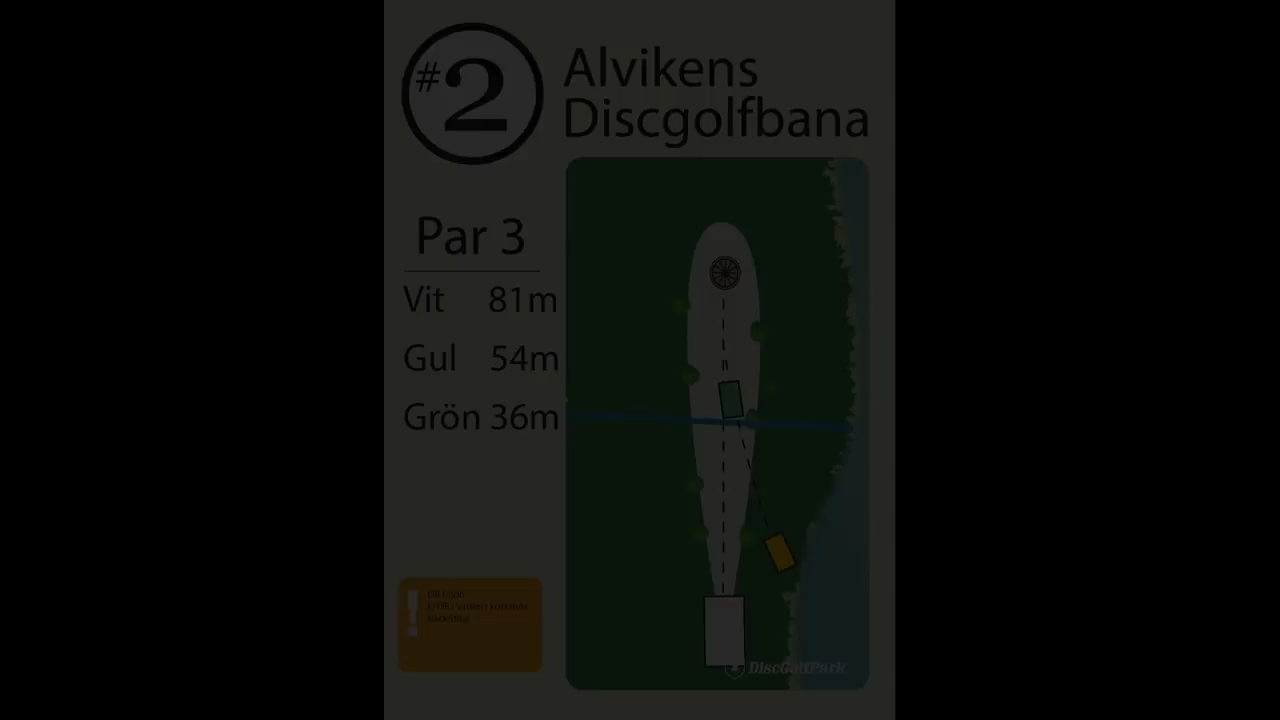 #2
Alvikens
Discgolfbana
Par 3
Vit 81m
Gul 54m
Grön 36m
!
DiscGolfPark